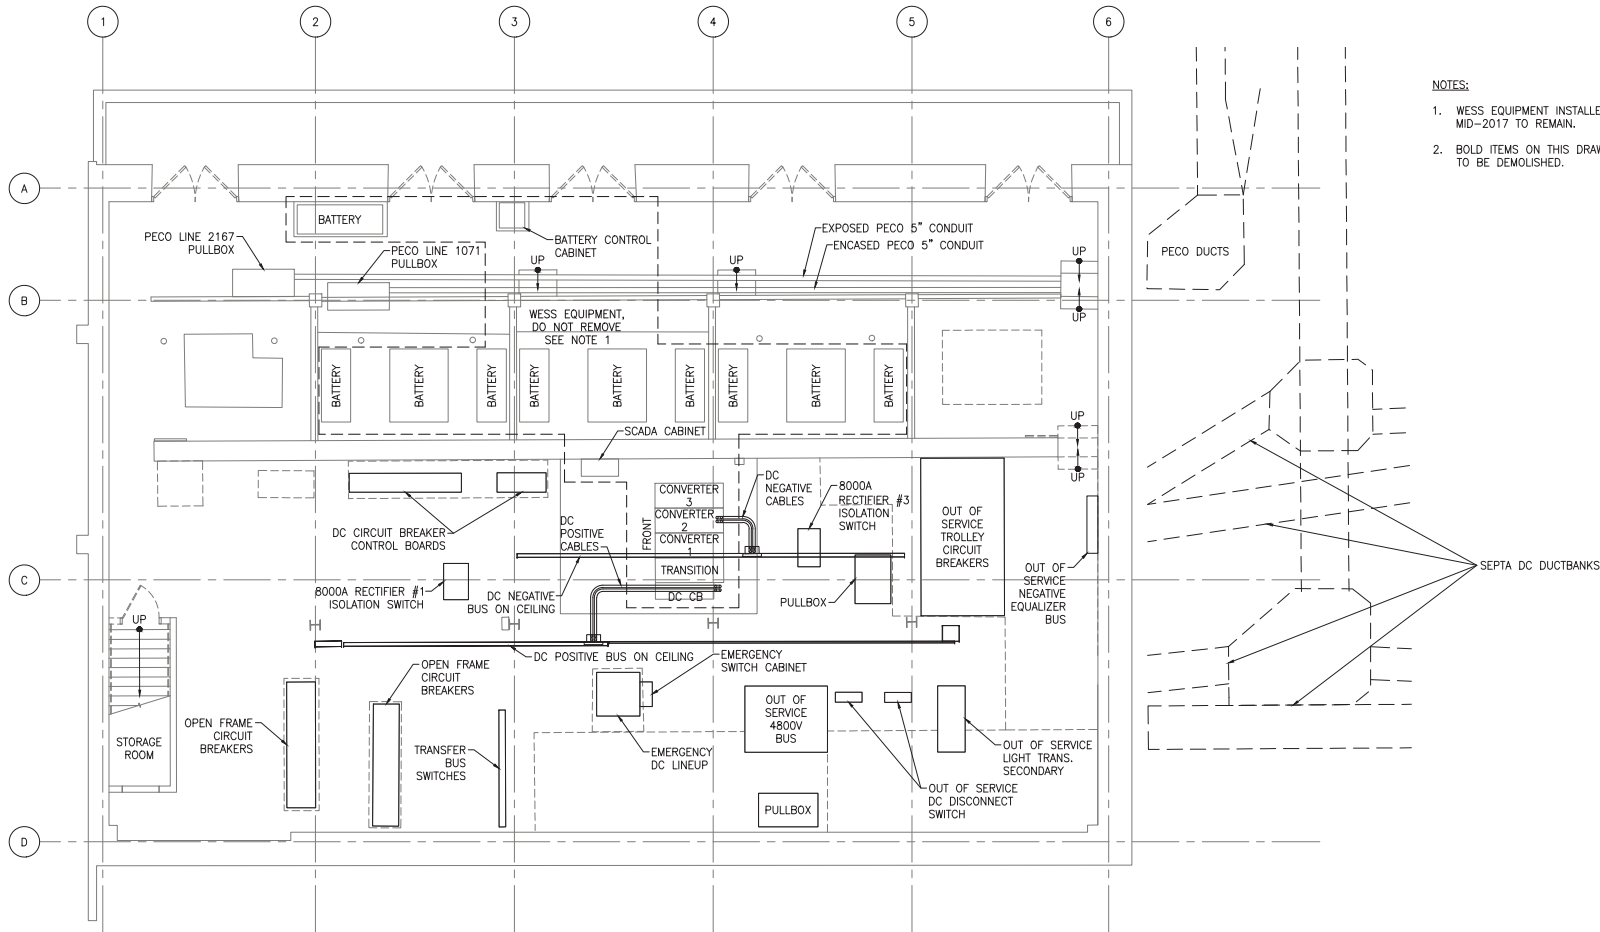 1
2
3
4
5
6
NOTES:
1. WESS EQUIPMENT INSTALLE
MID-2017 TO REMAIN.
2. BOLD ITEMS ON THIS DRAW
TO BE DEMOLISHED.
A
BATTERY
PECO LINE 2167
PULLBOX
PECO LINE 1071
PULLBOX
BATTERY CONTROL
CABINET
EXPOSED PECO 5" CONDUIT
ENCASED PECO 5" CONDUIT
UP
UP
UP
UP
PECO DUCTS
B
WESS EQUIPMENT,
DO NOT REMOVE
SEE NOTE 1
BATTERY
BATTERY
BATTERY
BATTERY
BATTERY
BATTERY
BATTERY
BATTERY
BATTERY
SCADA CABINET
UP
UP
DC CIRCUIT BREAKER
CONTROL BOARDS
DC
POSITIVE
CABLES
FRONT
CONVERTER
3
CONVERTER
2
CONVERTER
1
TRANSITION
DC CB
DC
NEGATIVE
CABLES
8000A
RECTIFIER #3
ISOLATION
SWITCH
OUT OF
SERVICE
TROLLEY
CIRCUIT
BREAKERS
OUT OF
SERVICE
NEGATIVE
EQUALIZER
BUS
SEPTA DC DUCTBANKS
C
8000A RECTIFIER #1
ISOLATION SWITCH
DC NEGATIVE
BUS ON CEILING
PULLBOX
UP
DC POSITIVE BUS ON CEILING
OPEN FRAME
CIRCUIT
BREAKERS
EMERGENCY
SWITCH CABINET
OPEN FRAME
CIRCUIT
BREAKERS
STORAGE
ROOM
TRANSFER
BUS
SWITCHES
EMERGENCY
DC LINEUP
OUT OF
SERVICE
4800V
BUS
OUT OF SERVICE
LIGHT TRANS.
SECONDARY
OUT OF SERVICE
DC DISCONNECT
SWITCH
PULLBOX
D